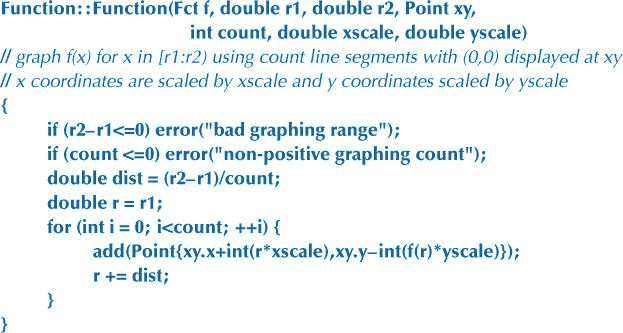 Function::Function(Fct f, double r1, double r2, Point xy,
int count, double xscale, double yscale)
// graph f(x) for x in [r1:r2) using count line segments with (0,0) displayed at xy
// x coordinates are scaled by xscale and y coordinates scaled by yscale
{
if (r2–r1<=0) error("bad graphing range");
if (count <=0) error("non-positive graphing count");
double dist = (r2–r1)/count;
double r = r1;
for (int i = 0; i<count; ++i) {
add(Point{xy.x+int(r*xscale),xy.y–int(f(r)*yscale)});
r += dist;
}
}